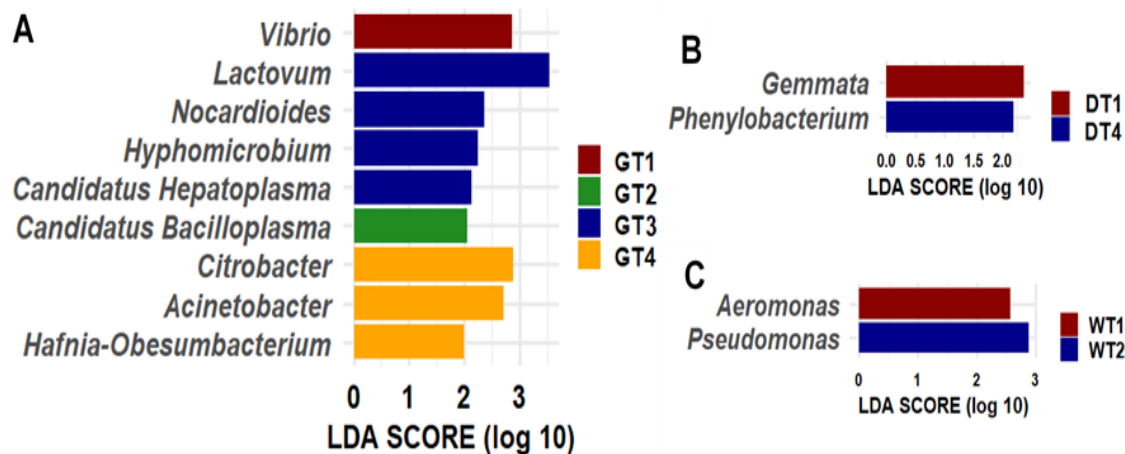 A
Vibrio
Lactovum
Nocardioides
Hyphomicrobium
Candidatus Hepatoplasma
Candidatus Bacilloplasma
Citrobacter
Acinetobacter
Hafnia-Obesumbacterium
0 1 2 3
LDA SCORE (log 10)
GT1
GT2
GT3
GT4
B
Gemmata
Phenylobacterium
0.0 0.5 1.0 1.5 2.0
LDA SCORE (log 10)
DT1
DT4
C
Aeromonas
Pseudomonas
0 1 2 3
LDA SCORE (log 10)
WT1
WT2